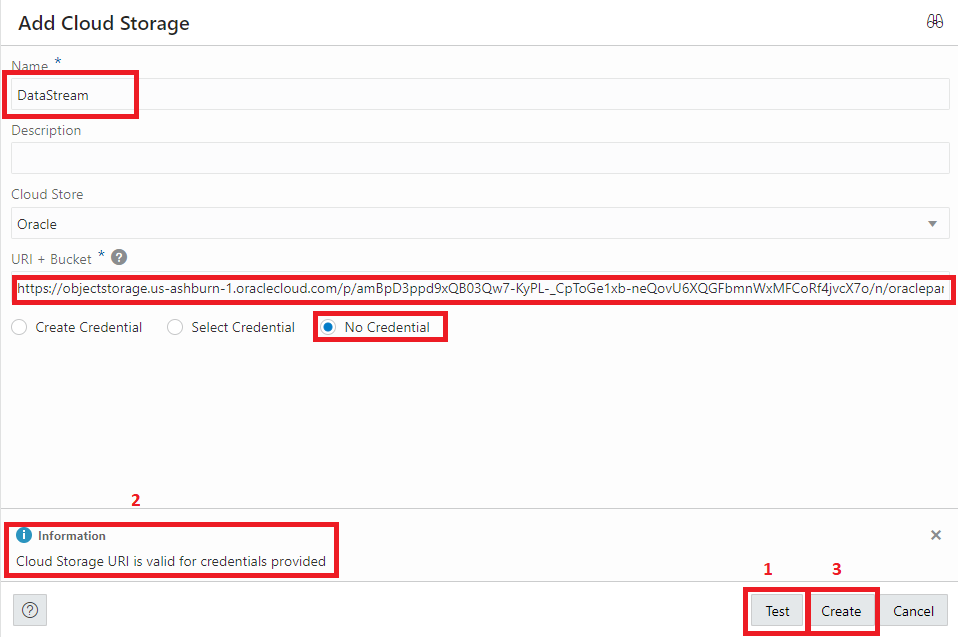 Add Cloud Storage
Name *
DataStream
Description
Cloud Store
Oracle
URI + Bucket * ?
https://objectstorage.us-ashburn-1.oraclecloud.com/p/amBpD3ppd9xQB03Qw7-KyPL-_CpToGe1xb-neQovU6XQGFbmnWxMFCoRf4jvcX7o/n/oraclepar
Create Credential Select Credential No Credential
2
i Information
Cloud Storage URI is valid for credentials provided
1 3
? Test Create Cancel